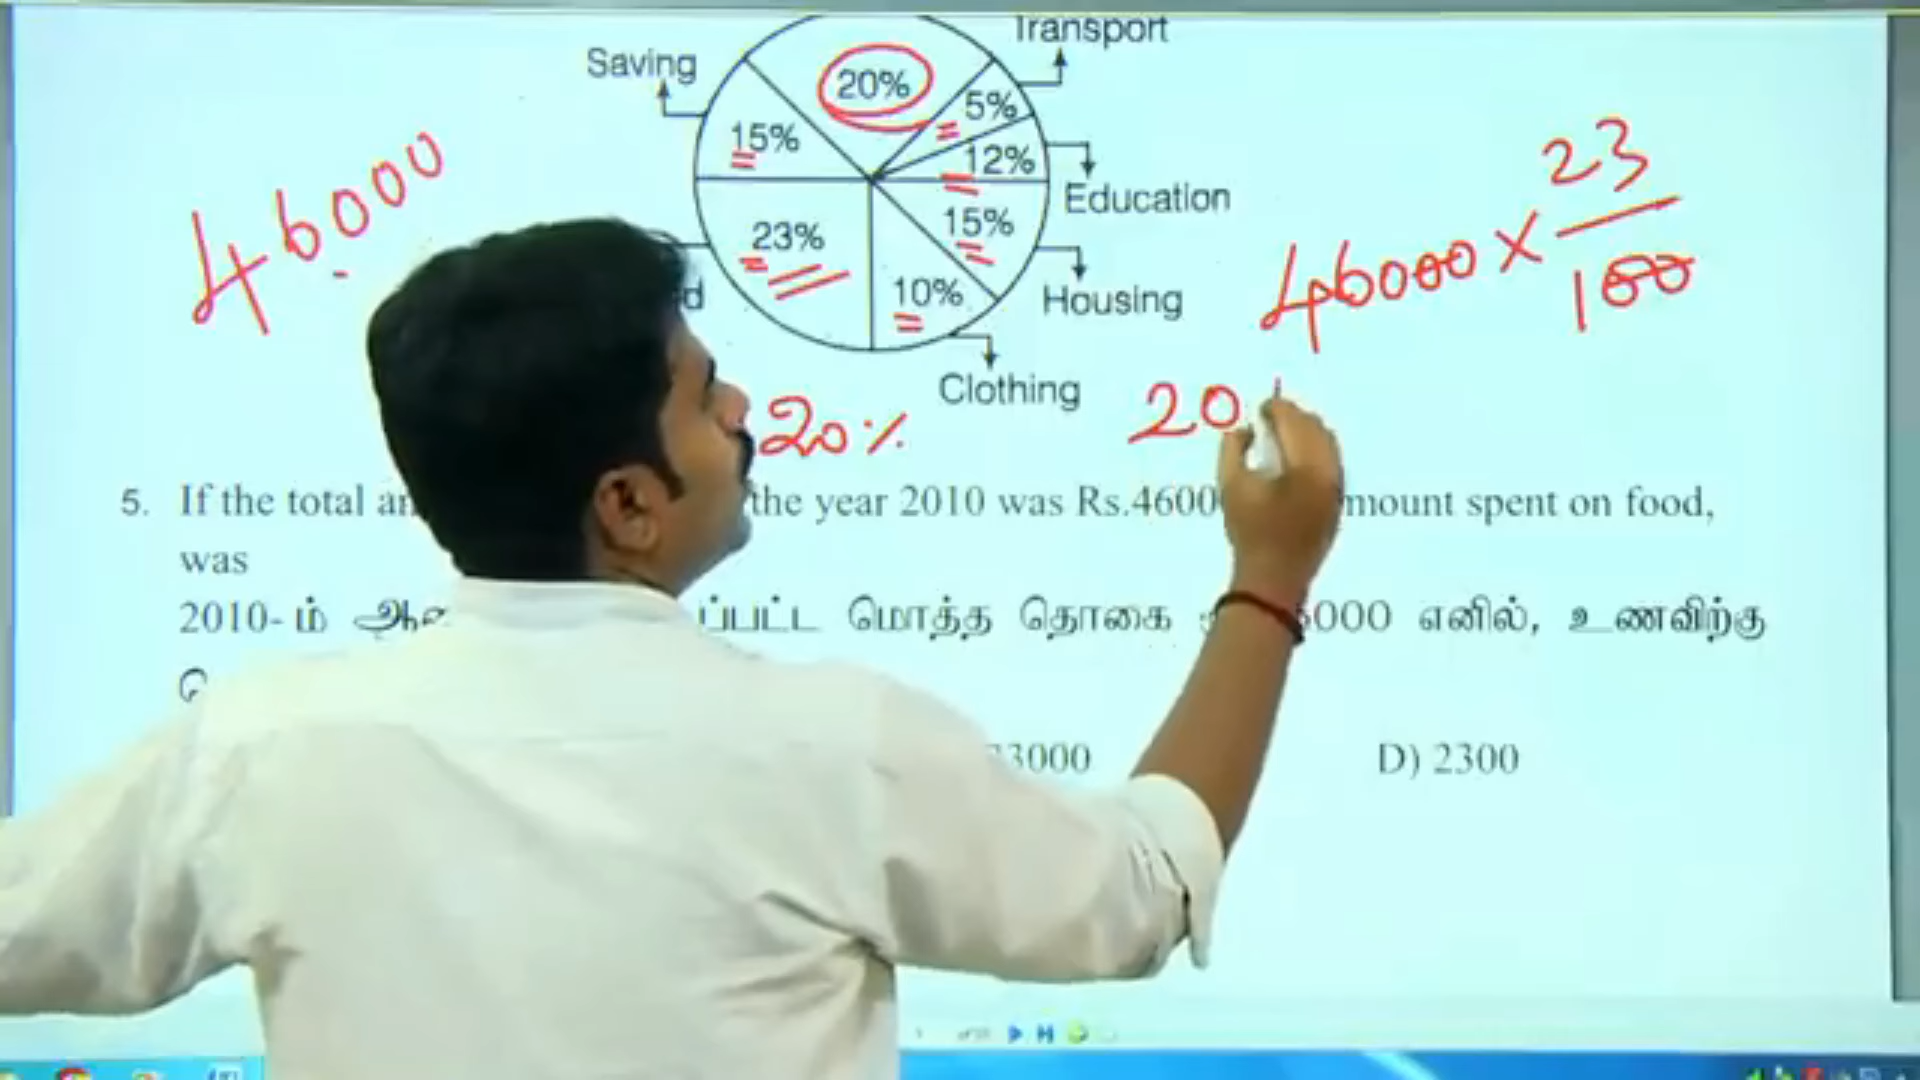 Transport
Saving
20%
5%
15%
12%
Education
46000
23%
15%
46000 × 23/100
10%
Housing
Clothing
20%
20
5. If the total the year 2010 was Rs.4600 mount spent on food,
was
2010- ம் மொத்த தொகை 6000 எனில், உணவிற்கு
3000 D) 2300